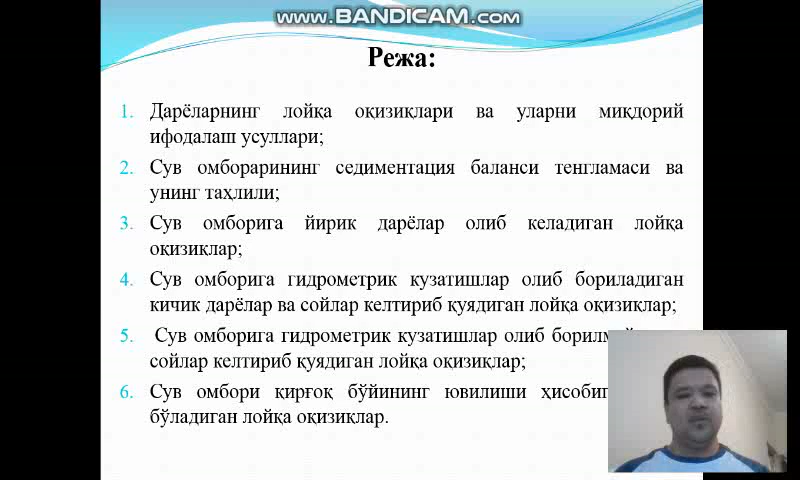 www.BANDICAM.com
Режа:
1. Дарёларнинг лойқа оқизиқлари ва уларни миқдорий
ифодалаш усуллари;
2. Сув омборарининг седиментация баланси тенгламаси ва
унинг таҳлили;
3. Сув омборига йирик дарёлар олиб келадиган лойқа
оқизиқлар;
4. Сув омборига гидрометрик кузатишлар олиб бориладиган
кичик дарёлар ва сойлар келтириб қуядиган лойқа оқизиқлар;
5. Сув омборига гидрометрик кузатишлар олиб
сойлар келтириб қуядиган лойқа оқизиқлар;
6. Сув омбори қирғоқ бўйининг ювилиши
бўладиган лойқа оқизиқлар.